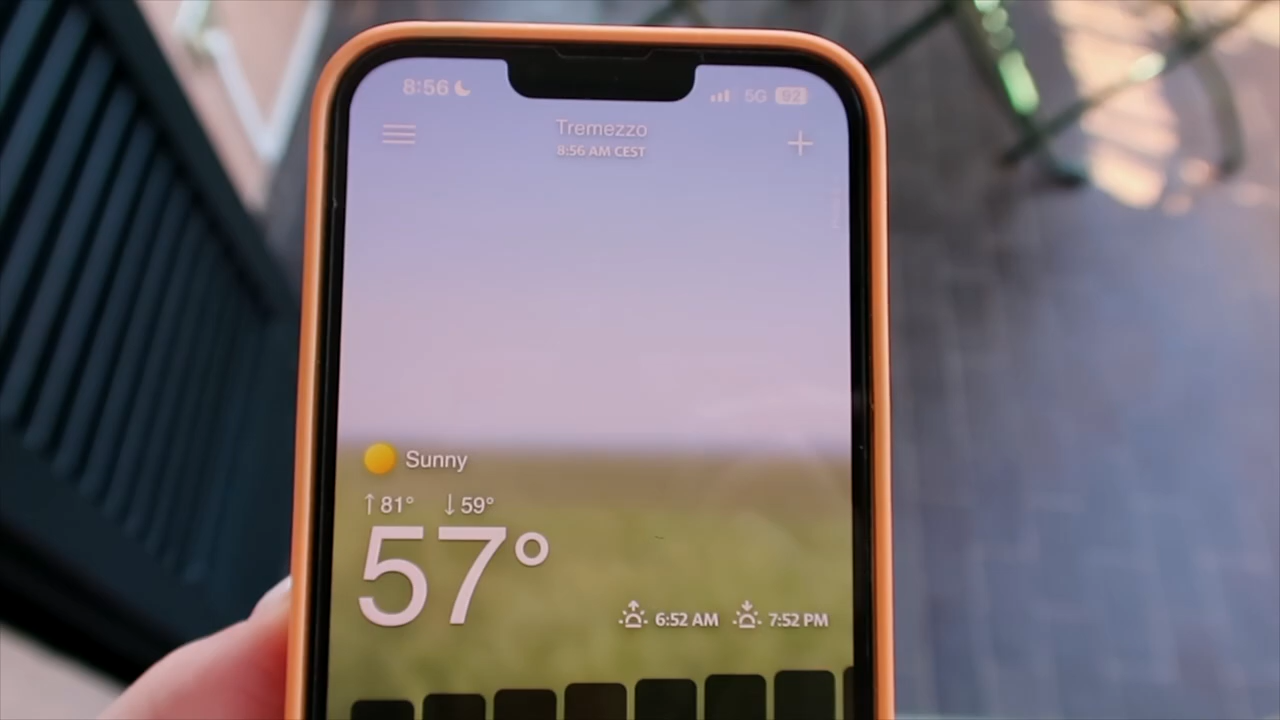 8:56 5G 92
Tremezzo
8:56 AM CEST
Sunny
↑81° ↓59°
57°
6:52 AM 7:52 PM